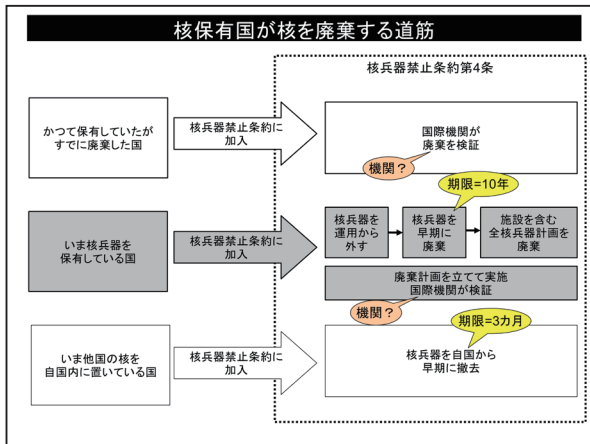 核保有国が核を廃棄する道筋
核兵器禁止条約第4条
かつて保有していたが
すでに廃棄した国
核兵器禁止条約に
加入
国際機関が
廃棄を検証
機関？
期限=10年
いま核兵器を
保有している国
核兵器禁止条約に
加入
核兵器を
運用から
外す
核兵器を
早期に
廃棄
施設を含む
全核兵器計画を
廃棄
廃棄計画を立てて実施
国際機関が検証
機関？
期限=3カ月
いま他国の核を
自国内に置いている国
核兵器禁止条約に
加入
核兵器を自国から
早期に撤去